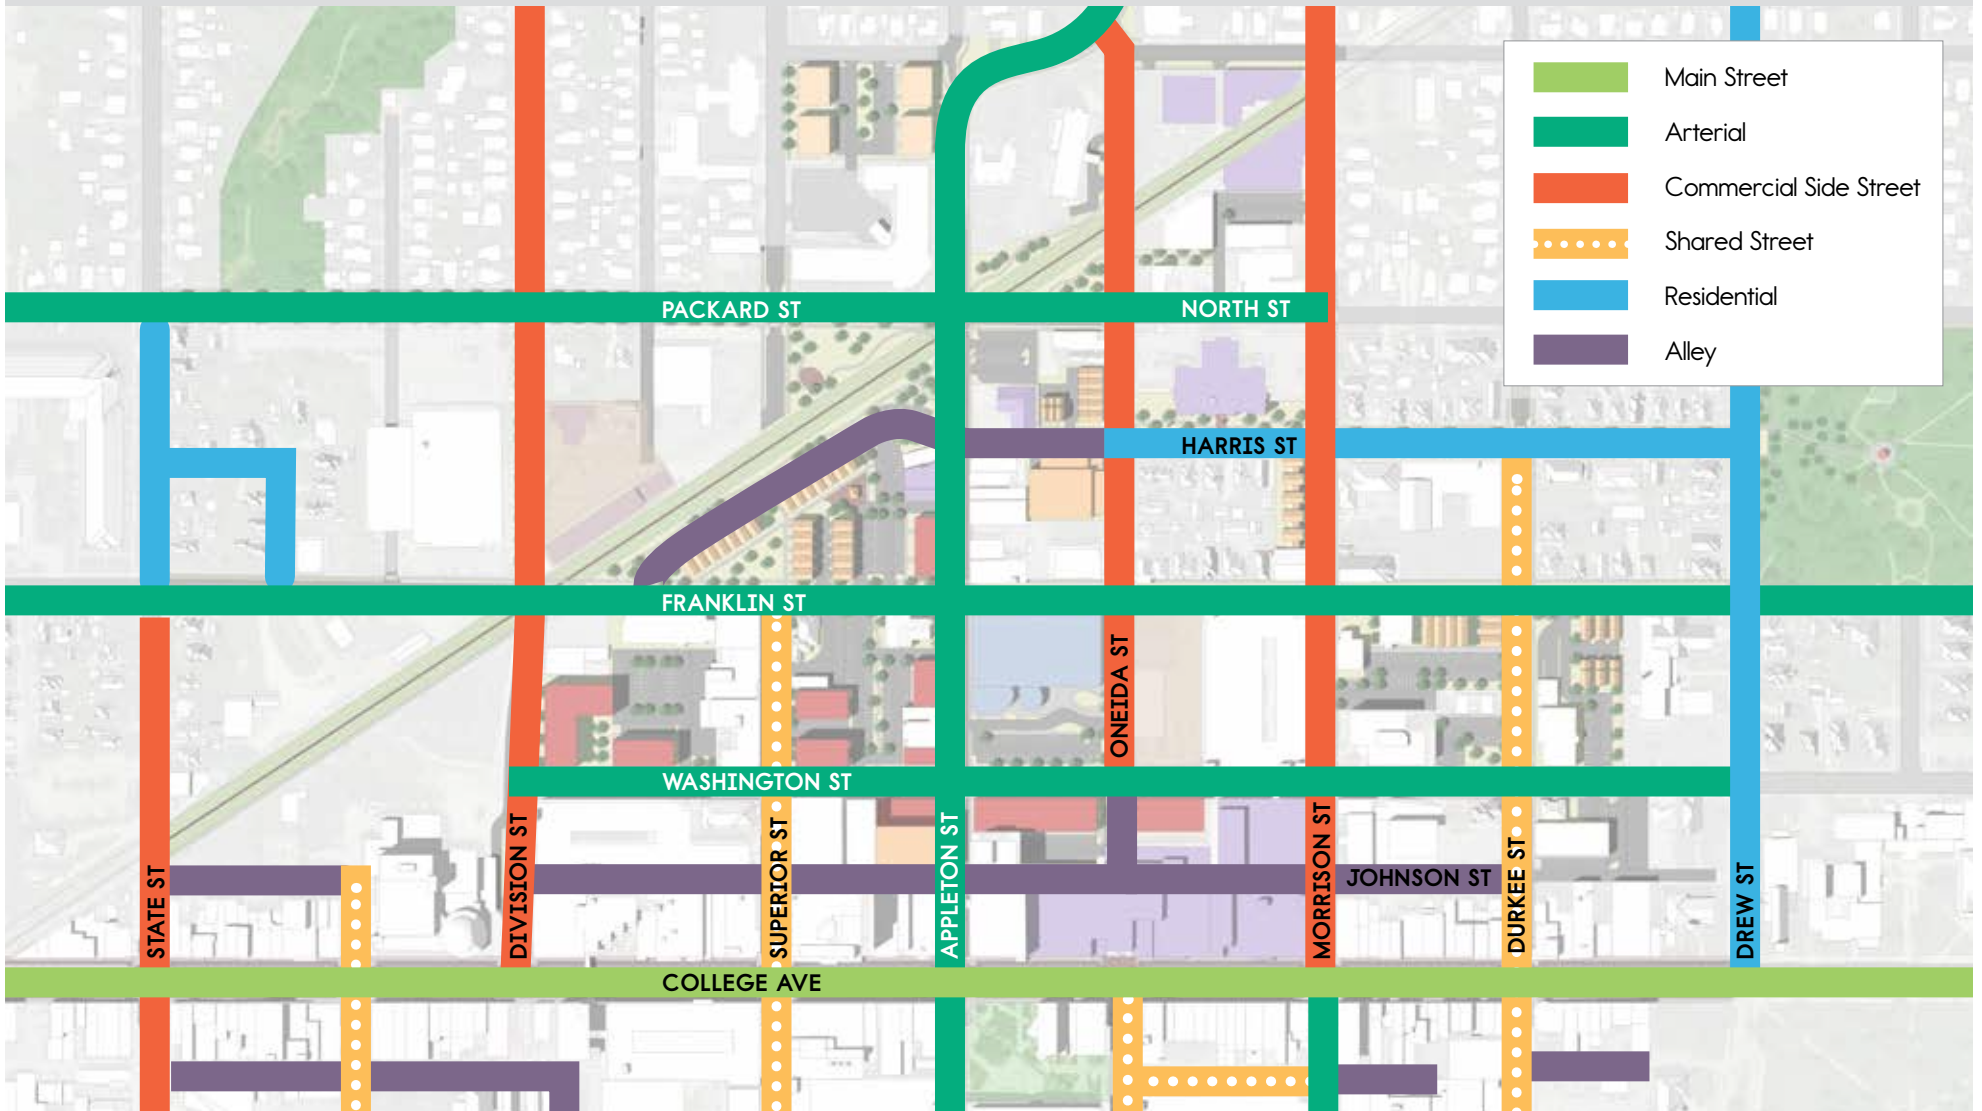 Main Street
Arterial
Commercial Side Street
Shared Street
Residential
Alley
PACKARD ST
NORTH ST
HARRIS ST
FRANKLIN ST
ONEIDA ST
WASHINGTON ST
STATE ST
DIVISION ST
SUPERIOR ST
APPLETON ST
MORRISON ST
JOHNSON ST
DURKEE ST
DREW ST
COLLEGE AVE